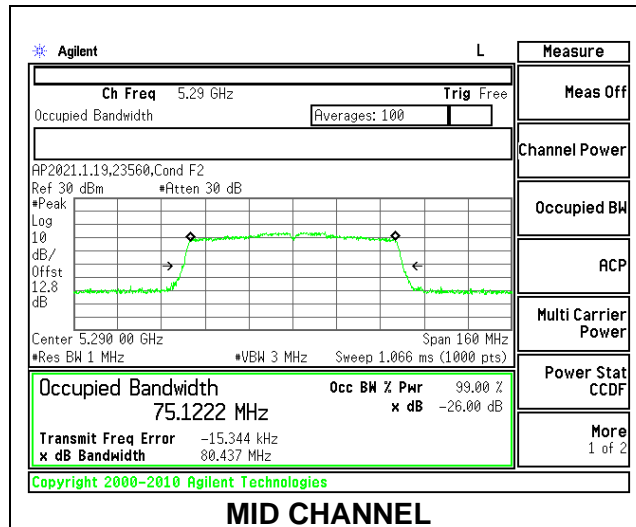 Agilent L Measure
Ch Freq 5.29 GHz Trig Free
Meas Off
Occupied Bandwidth Averages: 100
Channel Power
AP2021.1.19,23560,Cond F2
Ref 30 dBm #Atten 30 dB
#Peak
Log
10
dB/
Offst
12.8
dB
Occupied BW
ACP
Multi Carrier
Power
Center 5.290 00 GHz Span 160 MHz
#Res BW 1 MHz #VBW 3 MHz Sweep 1.066 ms (1000 pts)
Power Stat
CCDF
Occupied Bandwidth Occ BW % Pwr 99.00 %
75.1222 MHz x dB -26.00 dB
Transmit Freq Error -15.344 kHz
x dB Bandwidth 80.437 MHz
More
1 of 2
Copyright 2000-2010 Agilent Technologies
MID CHANNEL